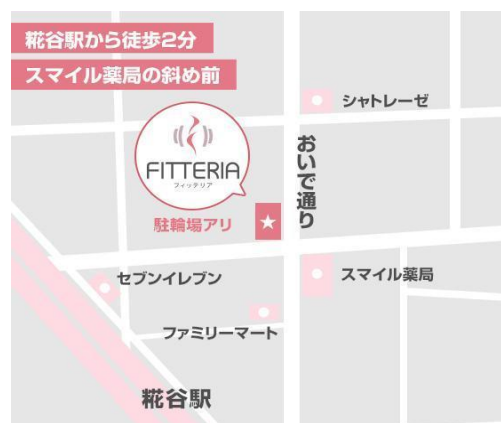 糀谷駅から徒歩2分
スマイル薬局の斜め前
シャトレーゼ
FITTERIA
フィッテリア
おいで通り
駐輪場アリ
セブンイレブン
スマイル薬局
ファミリーマート
糀谷駅